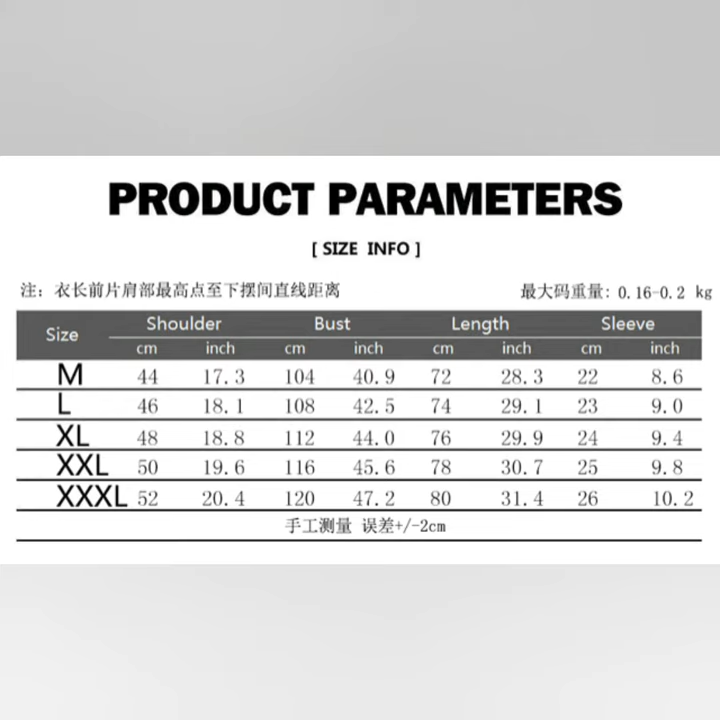 PRODUCT PARAMETERS
[ SIZE INFO ]
注: 衣长前片肩部最高点至下摆间直线距离 最大码重量: 0.16-0.2 kg
Size Shoulder Bust Length Sleeve
cm inch cm inch cm inch cm inch
M 44 17.3 104 40.9 72 28.3 22 8.6
L 46 18.1 108 42.5 74 29.1 23 9.0
XL 48 18.8 112 44.0 76 29.9 24 9.4
XXL 50 19.6 116 45.6 78 30.7 25 9.8
XXXL 52 20.4 120 47.2 80 31.4 26 10.2
手工测量 误差+/-2cm